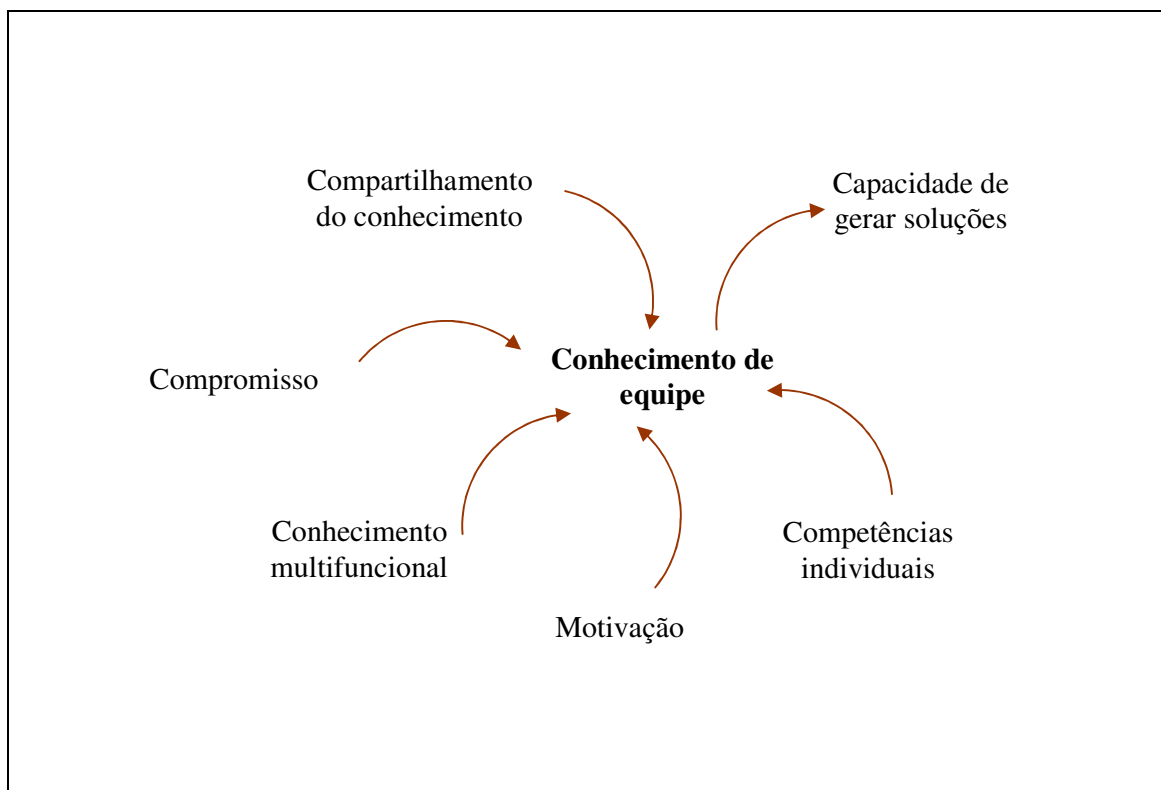 Compartilhamento
do conhecimento
Capacidade de
gerar soluções
Compromisso
Conhecimento de
equipe
Conhecimento
multifuncional
Competências
individuais
Motivação